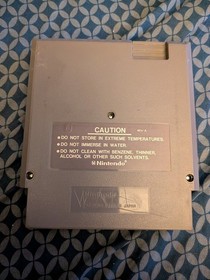 CAUTION
●DO NOT STORE IN EXTREME TEMPERATURES.
●DO NOT IMMERSE IN WATER.
●DO NOT CLEAN WITH BENZENE, THINNER,
ALCOHOL OR OTHER SUCH SOLVENTS.
Nintendo
JAPAN